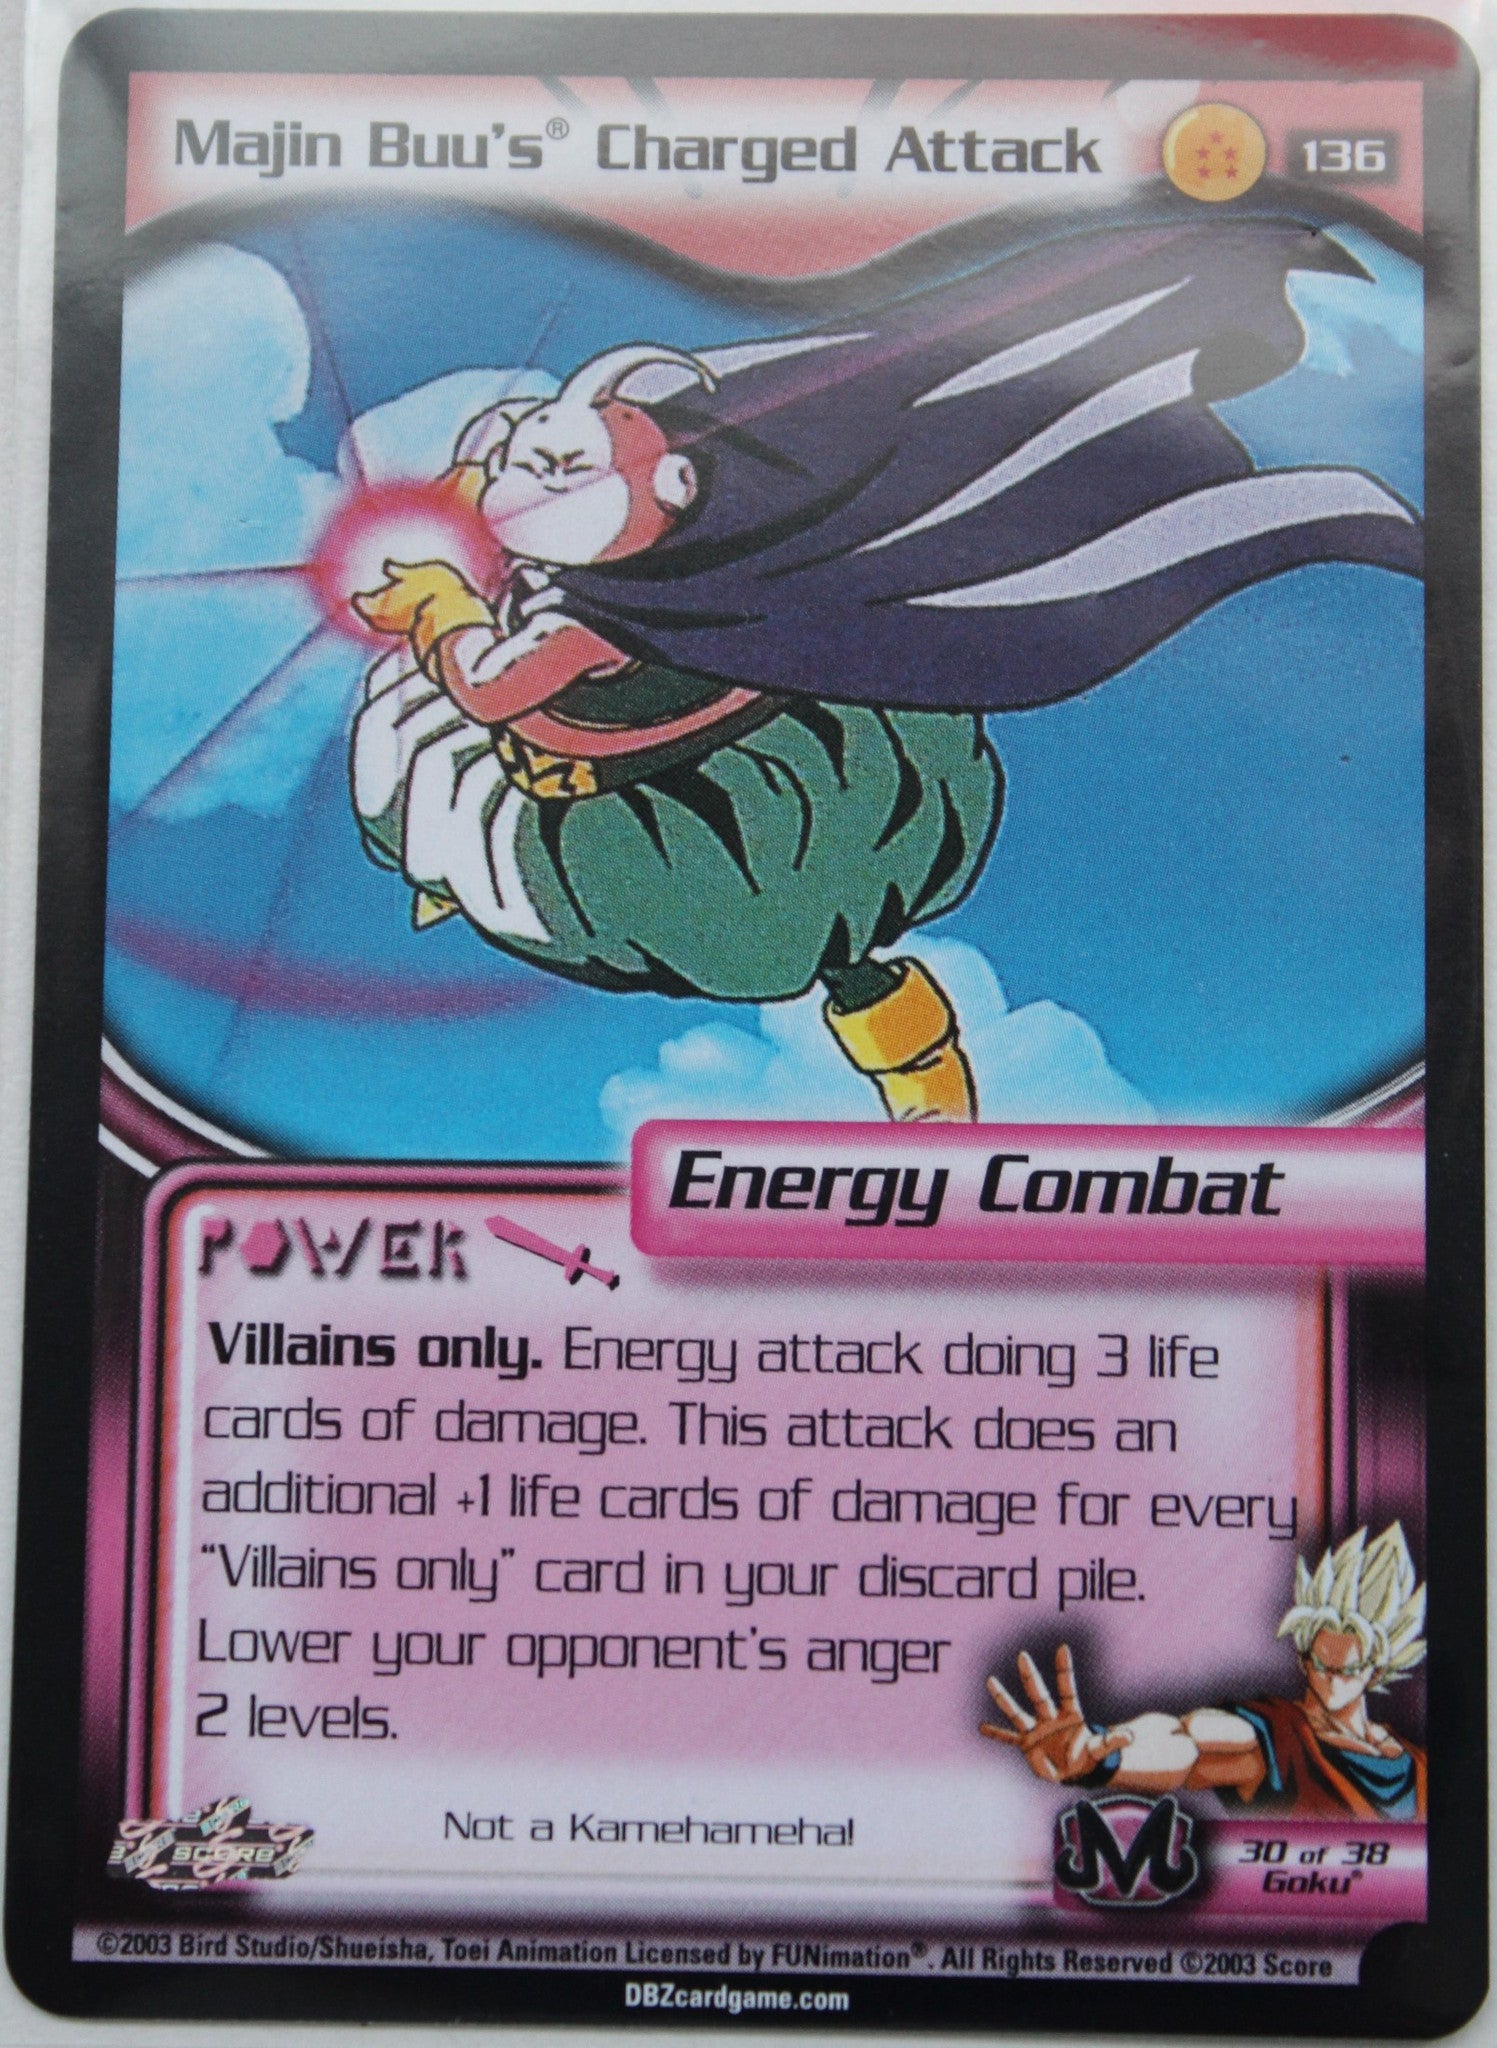 Majin Buu's® Charged Attack
136
Energy Combat
POWER
Villains only. Energy attack doing 3 life
cards of damage. This attack does an
additional +1 life cards of damage for every
"Villains only" card in your discard pile.
Lower your opponent's anger
2 levels.
Not a Kamehameha!
SCORE
M
30 of 38
Goku®
©2003 Bird Studio/Shueisha, Toei Animation Licensed by FUNimation®. All Rights Reserved ©2003 Score
DBZcardgame.com